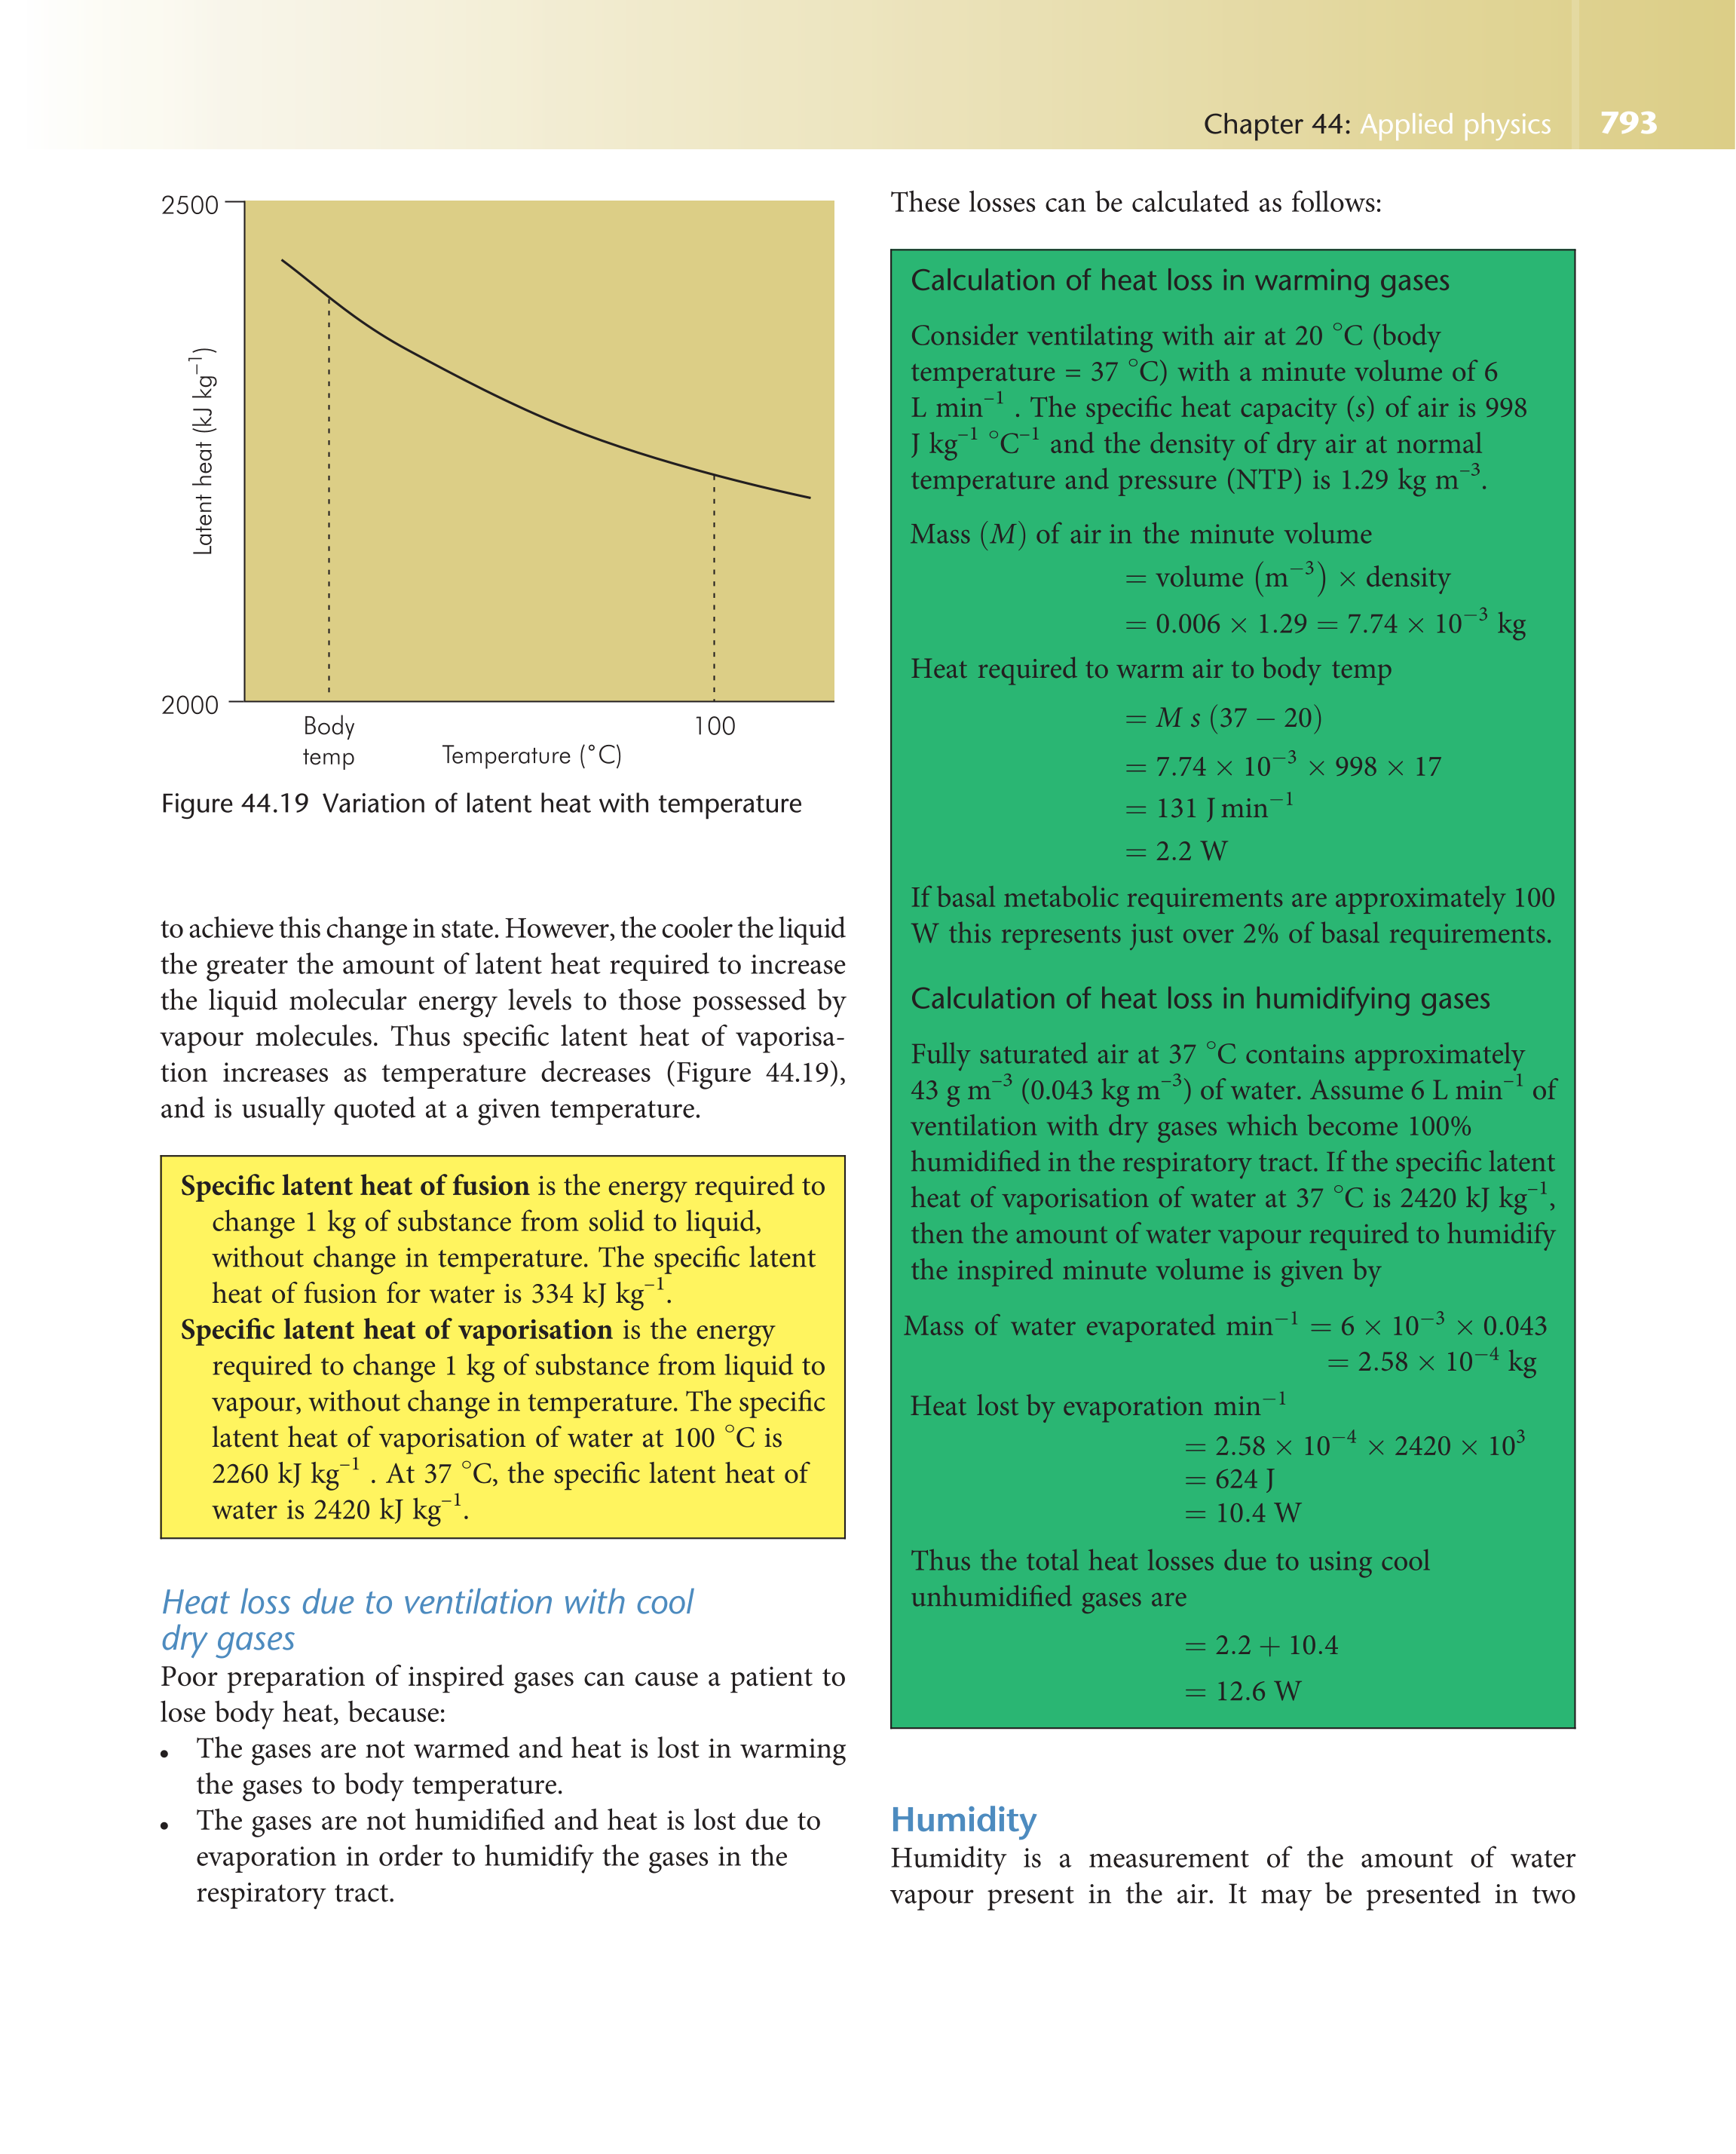 Chapter 44: Applied physics 793
2500
Latent heat (kJ kg⁻¹)
2000
Body
temp
100
Temperature (°C)
Figure 44.19 Variation of latent heat with temperature
to achieve this change in state. However, the cooler the liquid
the greater the amount of latent heat required to increase
the liquid molecular energy levels to those possessed by
vapour molecules. Thus specific latent heat of vaporisa-
tion increases as temperature decreases (Figure 44.19),
and is usually quoted at a given temperature.
Specific latent heat of fusion is the energy required to
change 1 kg of substance from solid to liquid,
without change in temperature. The specific latent
heat of fusion for water is 334 kJ kg⁻¹.
Specific latent heat of vaporisation is the energy
required to change 1 kg of substance from liquid to
vapour, without change in temperature. The specific
latent heat of vaporisation of water at 100 °C is
2260 kJ kg⁻¹ . At 37 °C, the specific latent heat of
water is 2420 kJ kg⁻¹.
Heat loss due to ventilation with cool
dry gases
Poor preparation of inspired gases can cause a patient to
lose body heat, because:
• The gases are not warmed and heat is lost in warming
the gases to body temperature.
• The gases are not humidified and heat is lost due to
evaporation in order to humidify the gases in the
respiratory tract.
These losses can be calculated as follows:
Calculation of heat loss in warming gases
Consider ventilating with air at 20 °C (body
temperature = 37 °C) with a minute volume of 6
L min⁻¹ . The specific heat capacity (s) of air is 998
J kg⁻¹ °C⁻¹ and the density of dry air at normal
temperature and pressure (NTP) is 1.29 kg m⁻³.
Mass (M) of air in the minute volume
= volume (m⁻³) × density
= 0.006 × 1.29 = 7.74 × 10⁻³ kg
Heat required to warm air to body temp
= M s (37 − 20)
= 7.74 × 10⁻³ × 998 × 17
= 131 J min⁻¹
= 2.2 W
If basal metabolic requirements are approximately 100
W this represents just over 2% of basal requirements.
Calculation of heat loss in humidifying gases
Fully saturated air at 37 °C contains approximately
43 g m⁻³ (0.043 kg m⁻³) of water. Assume 6 L min⁻¹ of
ventilation with dry gases which become 100%
humidified in the respiratory tract. If the specific latent
heat of vaporisation of water at 37 °C is 2420 kJ kg⁻¹,
then the amount of water vapour required to humidify
the inspired minute volume is given by
Mass of water evaporated min⁻¹ = 6 × 10⁻³ × 0.043
= 2.58 × 10⁻⁴ kg
Heat lost by evaporation min⁻¹
= 2.58 × 10⁻⁴ × 2420 × 10³
= 624 J
= 10.4 W
Thus the total heat losses due to using cool
unhumidified gases are
= 2.2 + 10.4
= 12.6 W
Humidity
Humidity is a measurement of the amount of water
vapour present in the air. It may be presented in two